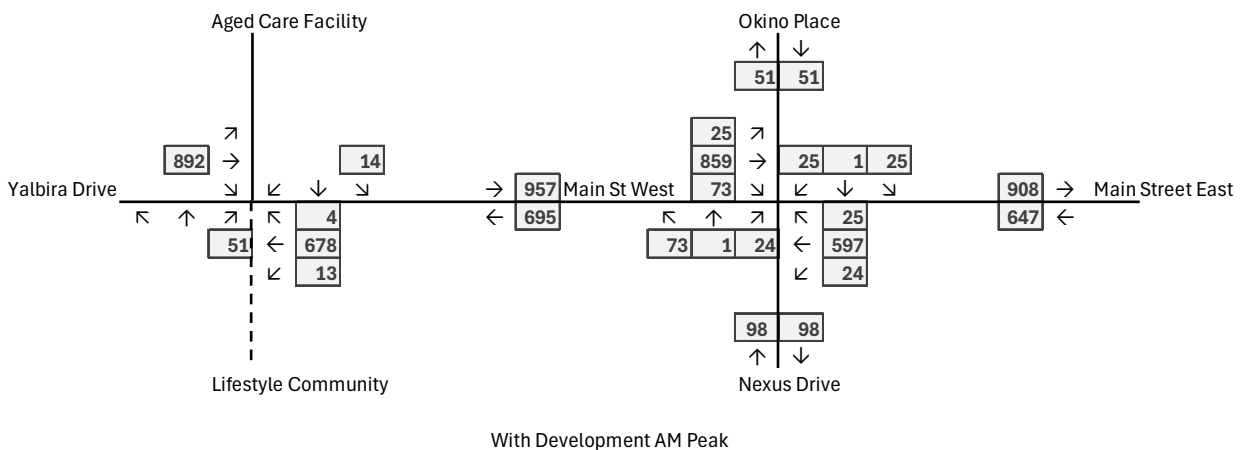 Aged Care Facility Okino Place
↑ ↓
51 51
↗ 25 ↗
892 → 14 859 → 25 1 25
Yalbira Drive ↘ ↙ ↓ ↘ → 957 Main St West 73 ↘ ↙ ↓ ↘ 908 → Main Street East
↖ ↑ ↗ ↖ 4 ← 695 ↖ ↑ ↗ ↖ 25 647 ←
51 ← 678 73 1 24 ← 597
↙ 13 ↙ 24
98 98
↑ ↓
Lifestyle Community Nexus Drive
With Development AM Peak